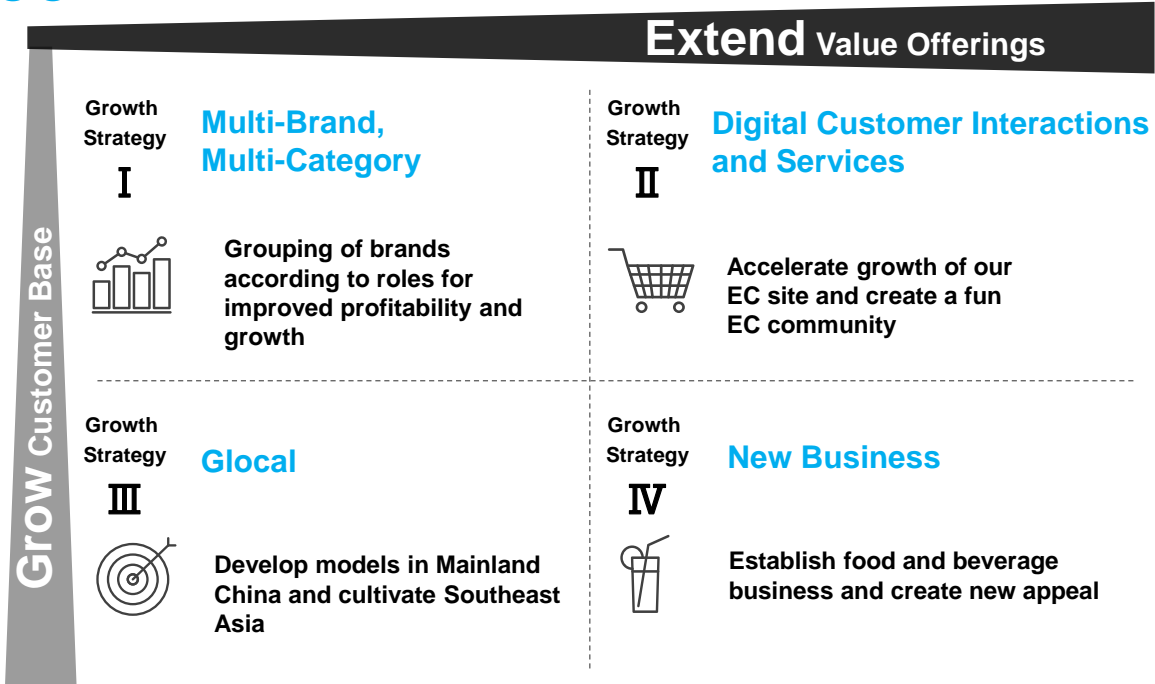 Extend Value Offerings
Grow Customer Base
Growth
Strategy
Ⅰ
Multi-Brand,
Multi-Category
Grouping of brands
according to roles for
improved profitability and
growth
Growth
Strategy
Ⅱ
Digital Customer Interactions
and Services
Accelerate growth of our
EC site and create a fun
EC community
Growth
Strategy
Ⅲ
Glocal
Develop models in Mainland
China and cultivate Southeast
Asia
Growth
Strategy
Ⅳ
New Business
Establish food and beverage
business and create new appeal